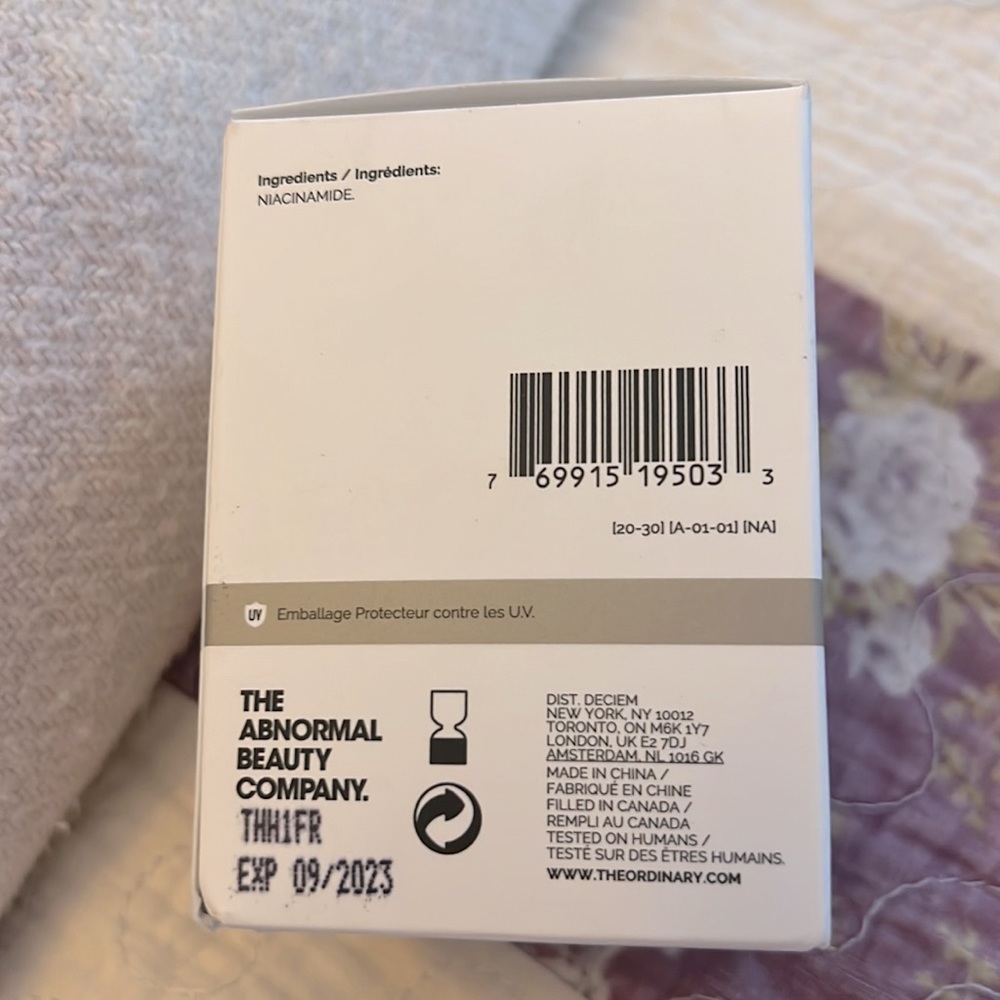 Ingredients / Ingrédients:
NIACINAMIDE.
7 69915 19503 3
[20-30] [A-01-01] [NA]
UV Emballage Protecteur contre les U.V.
THE
ABNORMAL
BEAUTY
COMPANY.
THH1FR
EXP 09/2023
DIST. DECIEM
NEW YORK, NY 10012
TORONTO, ON M6K 1Y7
LONDON, UK E2 7DJ
AMSTERDAM, NL 1016 GK
MADE IN CHINA /
FABRIQUÉ EN CHINE
FILLED IN CANADA /
REMPLI AU CANADA
TESTED ON HUMANS /
TESTÉ SUR DES ÊTRES HUMAINS.
WWW.THEORDINARY.COM